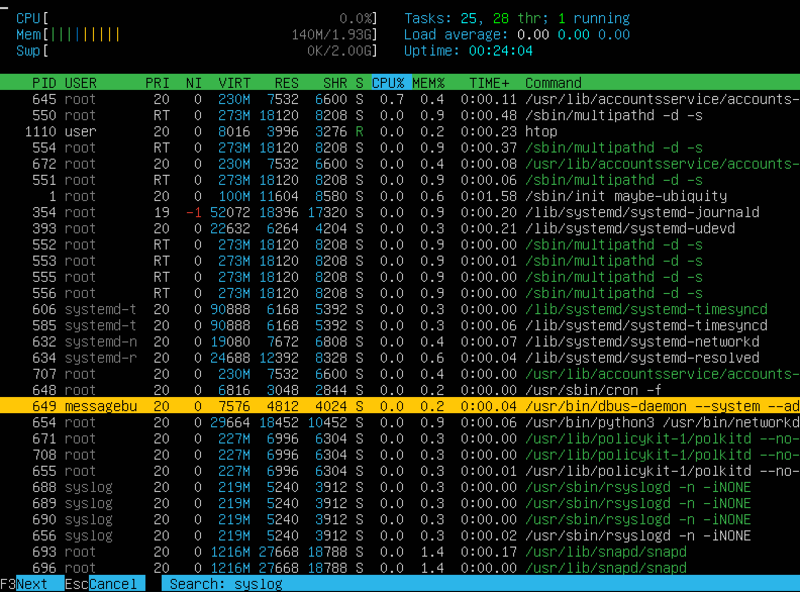 CPU[ 0.0%] Tasks: 25, 28 thr; 1 running
Mem[|||||||||| 140M/1.93G] Load average: 0.00 0.00 0.00
Swp[ 0K/2.00G] Uptime: 00:24:04
PID USER PRI NI VIRT RES SHR S CPU% MEM% TIME+ Command
645 root 20 0 230M 7532 6600 S 0.7 0.4 0:00.11 /usr/lib/accountsservice/accounts-
550 root RT 0 273M 18120 8208 S 0.0 0.9 0:00.48 /sbin/multipathd -d -s
1110 user 20 0 8016 3996 3276 R 0.0 0.2 0:00.23 htop
554 root RT 0 273M 18120 8208 S 0.0 0.9 0:00.37 /sbin/multipathd -d -s
672 root 20 0 230M 7532 6600 S 0.0 0.4 0:00.08 /usr/lib/accountsservice/accounts-
551 root RT 0 273M 18120 8208 S 0.0 0.9 0:00.06 /sbin/multipathd -d -s
1 root 20 0 100M 11604 8580 S 0.0 0.6 0:01.58 /sbin/init maybe-ubiquity
354 root 19 -1 52072 18396 17320 S 0.0 0.9 0:00.20 /lib/systemd/systemd-journald
393 root 20 0 22632 6264 4204 S 0.0 0.3 0:00.21 /lib/systemd/systemd-udevd
552 root RT 0 273M 18120 8208 S 0.0 0.9 0:00.00 /sbin/multipathd -d -s
553 root RT 0 273M 18120 8208 S 0.0 0.9 0:00.01 /sbin/multipathd -d -s
555 root RT 0 273M 18120 8208 S 0.0 0.9 0:00.00 /sbin/multipathd -d -s
556 root RT 0 273M 18120 8208 S 0.0 0.9 0:00.00 /sbin/multipathd -d -s
606 systemd-t 20 0 90888 6168 5392 S 0.0 0.3 0:00.00 /lib/systemd/systemd-timesyncd
585 systemd-t 20 0 90888 6168 5392 S 0.0 0.3 0:00.06 /lib/systemd/systemd-timesyncd
632 systemd-n 20 0 19080 7672 6808 S 0.0 0.4 0:00.07 /lib/systemd/systemd-networkd
634 systemd-r 20 0 24688 12392 8328 S 0.0 0.6 0:00.04 /lib/systemd/systemd-resolved
707 root 20 0 230M 7532 6600 S 0.0 0.4 0:00.00 /usr/lib/accountsservice/accounts-
648 root 20 0 6816 3048 2844 S 0.0 0.2 0:00.00 /usr/sbin/cron -f
649 messagebu 20 0 7576 4812 4024 S 0.0 0.2 0:00.04 /usr/bin/dbus-daemon --system --ad
654 root 20 0 29664 18452 10452 S 0.0 0.9 0:00.06 /usr/bin/python3 /usr/bin/networkd
671 root 20 0 227M 6996 6304 S 0.0 0.3 0:00.00 /usr/lib/policykit-1/polkitd --no-
708 root 20 0 227M 6996 6304 S 0.0 0.3 0:00.00 /usr/lib/policykit-1/polkitd --no-
655 root 20 0 227M 6996 6304 S 0.0 0.3 0:00.01 /usr/lib/policykit-1/polkitd --no-
688 syslog 20 0 219M 5240 3912 S 0.0 0.3 0:00.00 /usr/sbin/rsyslogd -n -iNONE
689 syslog 20 0 219M 5240 3912 S 0.0 0.3 0:00.00 /usr/sbin/rsyslogd -n -iNONE
690 syslog 20 0 219M 5240 3912 S 0.0 0.3 0:00.00 /usr/sbin/rsyslogd -n -iNONE
656 syslog 20 0 219M 5240 3912 S 0.0 0.3 0:00.02 /usr/sbin/rsyslogd -n -iNONE
693 root 20 0 1216M 27668 18788 S 0.0 1.4 0:00.17 /usr/lib/snapd/snapd
696 root 20 0 1216M 27668 18788 S 0.0 1.4 0:00.00 /usr/lib/snapd/snapd
F3Next EscCancel Search: syslog